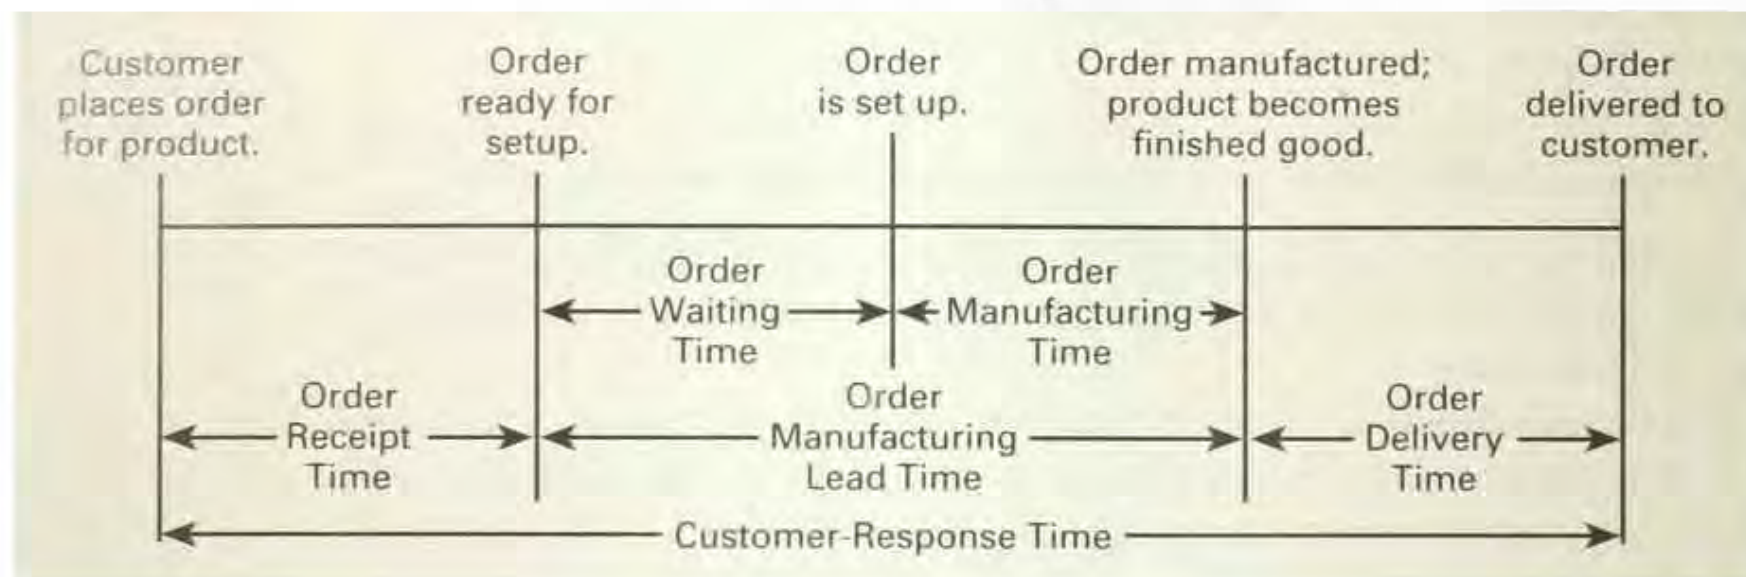 Customer
places order
for product.
Order
ready for
setup.
Order
is set up.
Order manufactured;
product becomes
finished good.
Order
delivered to
customer.
Order
Waiting
Time
Order
Manufacturing
Time
Order
Receipt
Time
Order
Manufacturing
Lead Time
Order
Delivery
Time
Customer-Response Time